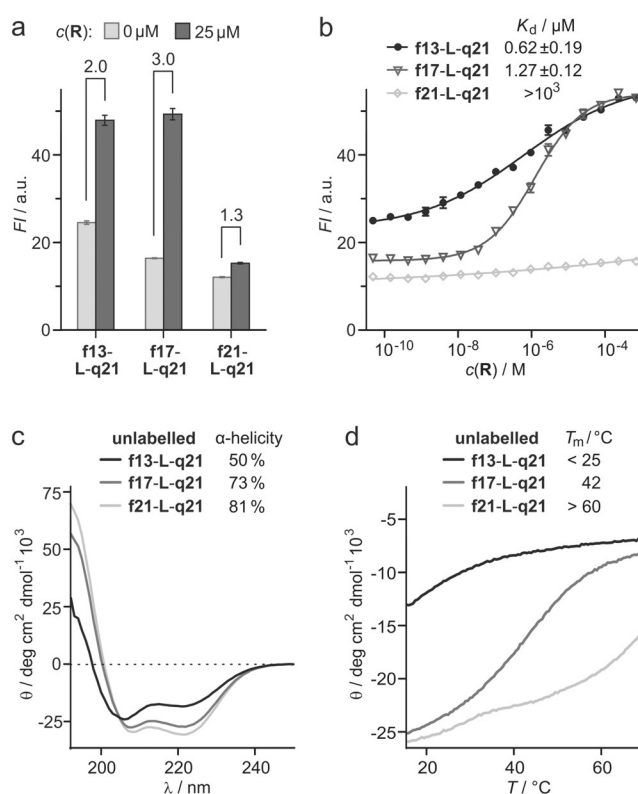 a
c(R): 0 µM 25 µM
2.0
3.0
1.3
FI / a.u.
40
20
0
f13-
L-q21
f17-
L-q21
f21-
L-q21
b
Kd / µM
f13-L-q21 0.62±0.19
f17-L-q21 1.27±0.12
f21-L-q21 >10³
FI / a.u.
40
20
0
10⁻¹⁰ 10⁻⁸ 10⁻⁶ 10⁻⁴
c(R) / M
c
unlabelled α-helicity
f13-L-q21 50 %
f17-L-q21 73 %
f21-L-q21 81 %
θ / deg cm² dmol⁻¹ 10³
75
50
25
0
-25
200 220 240
λ / nm
d
unlabelled Tm / °C
f13-L-q21 < 25
f17-L-q21 42
f21-L-q21 > 60
θ / deg cm² dmol⁻¹ 10³
-5
-10
-15
-20
-25
20 40 60
T / °C